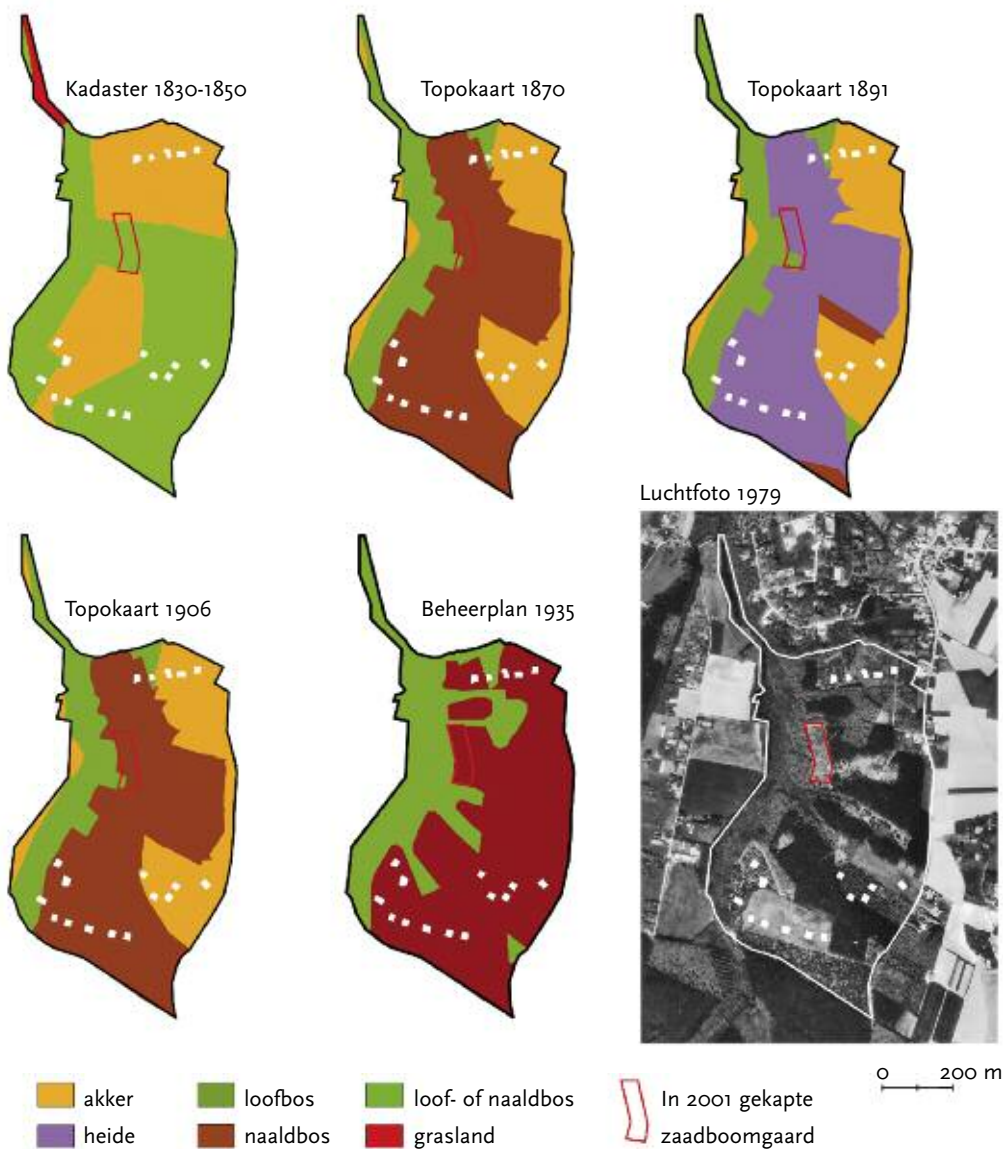 Kadaster 1830-1850
Topokaart 1870
Topokaart 1891
Luchtfoto 1979
Topokaart 1906
Beheerplan 1935
0 200 m
akker
loofbos
loof- of naaldbos
In 2001 gekapte
heide
naaldbos
grasland
zaadboomgaard